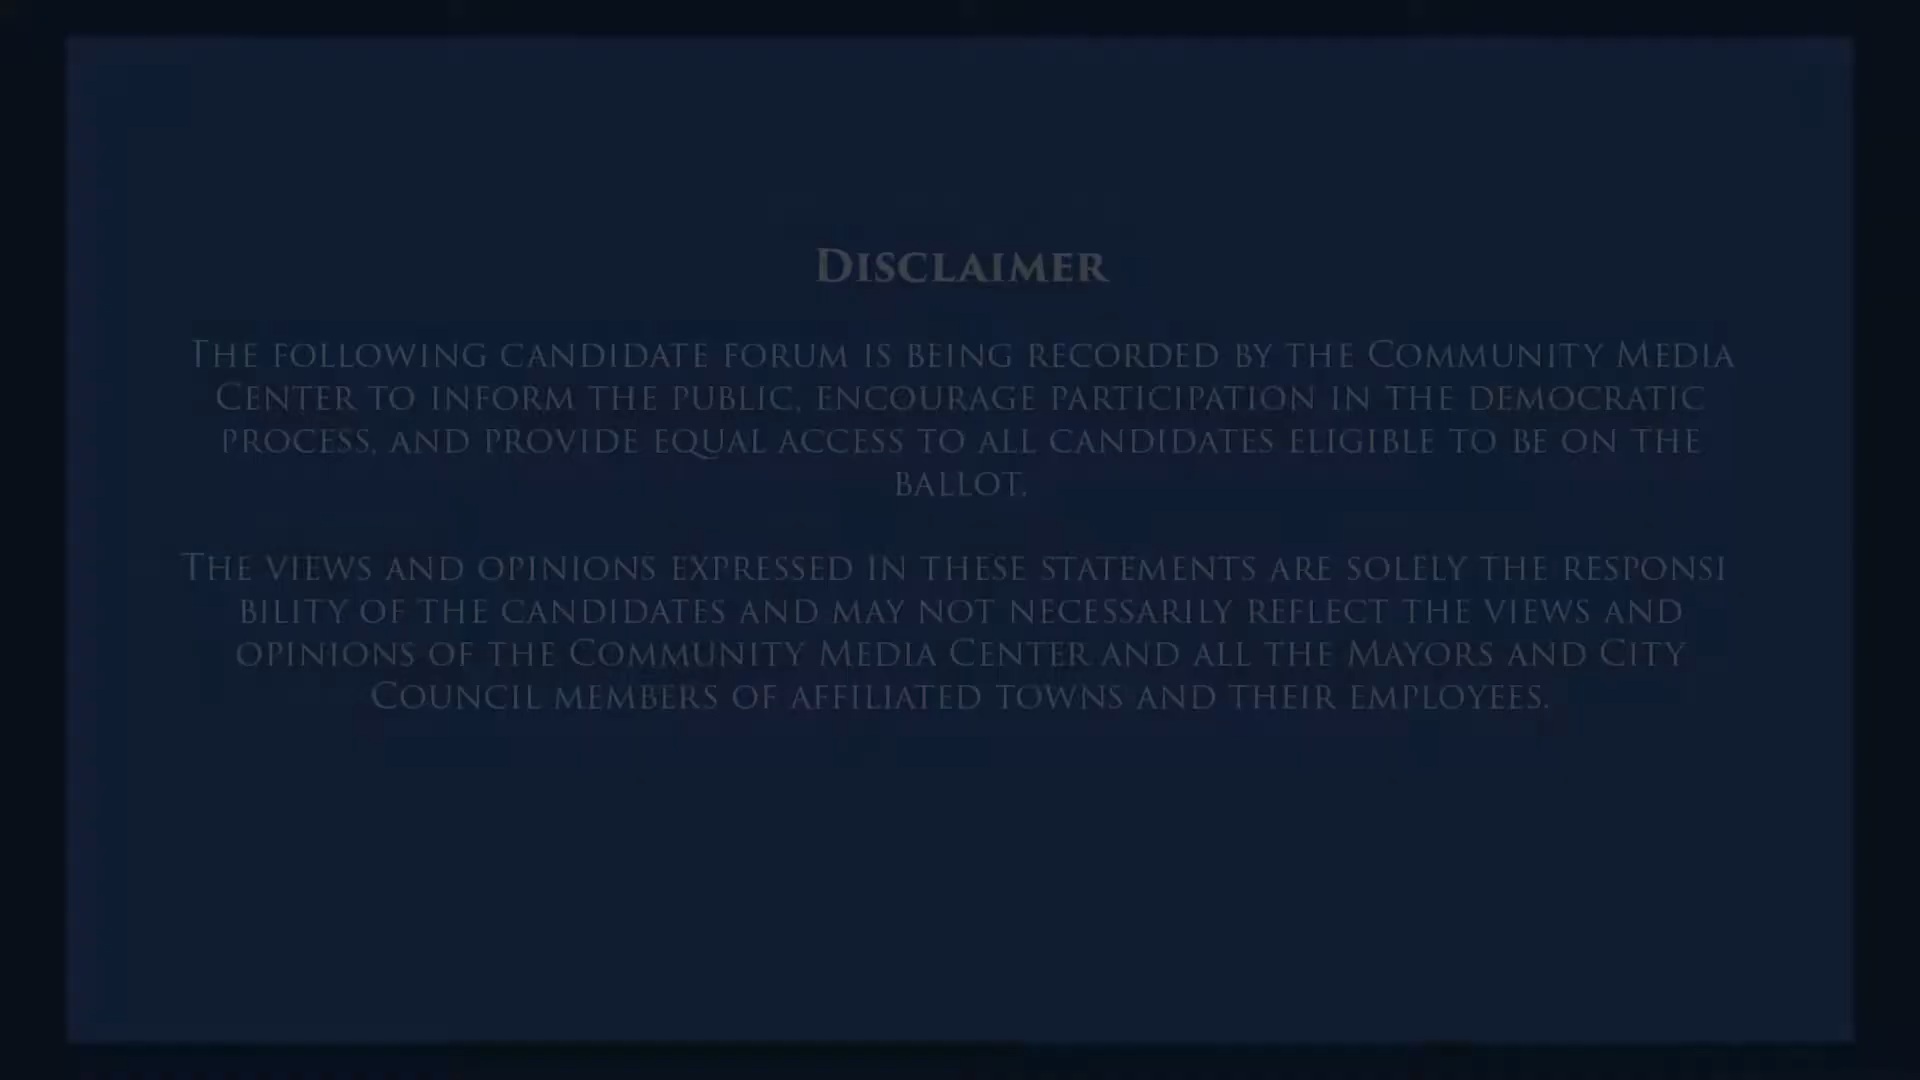 Disclaimer
The following candidate forum is being recorded by the Community Media
Center to inform the public, encourage participation in the democratic
process, and provide equal access to all candidates eligible to be on the
ballot.
The views and opinions expressed in these statements are solely the responsi
bility of the candidates and may not necessarily reflect the views and
opinions of the Community Media Center and all the Mayors and City
Council members of affiliated towns and their employees.